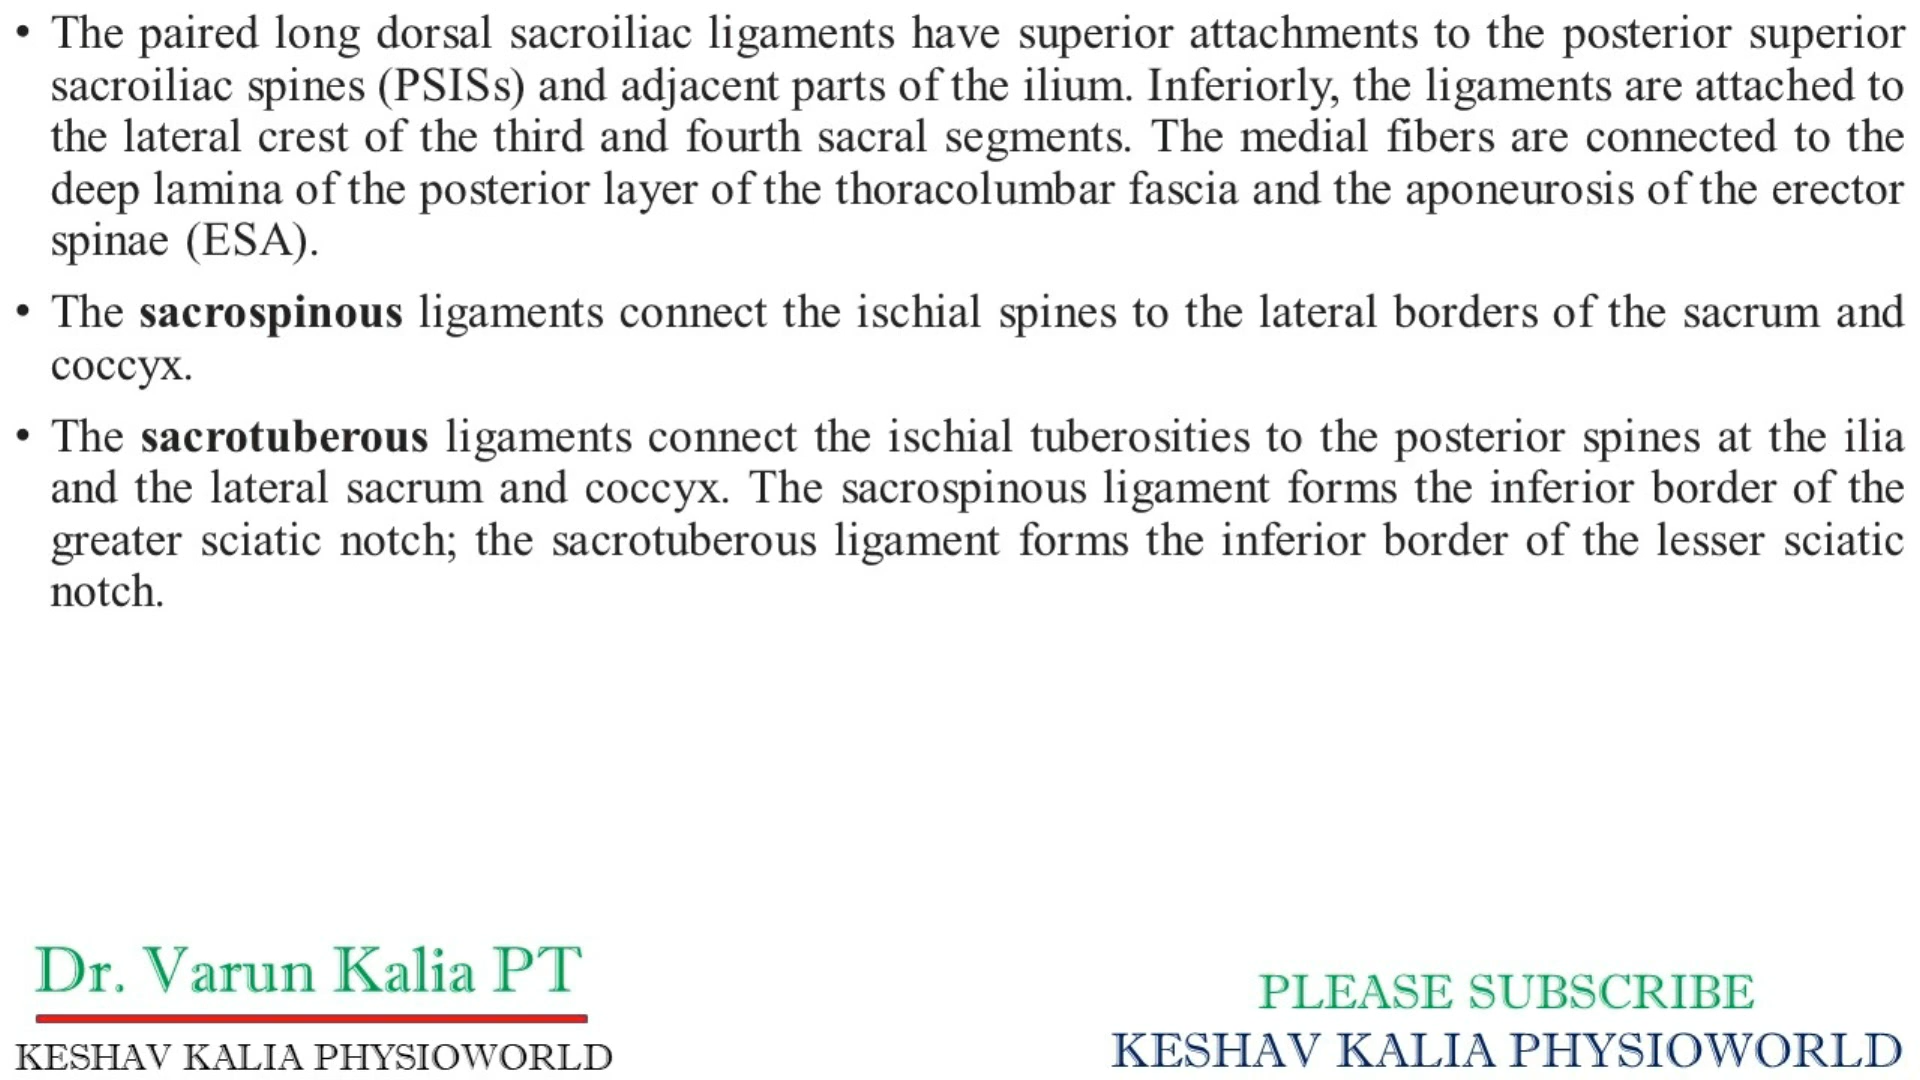 • The paired long dorsal sacroiliac ligaments have superior attachments to the posterior superior
sacroiliac spines (PSISs) and adjacent parts of the ilium. Inferiorly, the ligaments are attached to
the lateral crest of the third and fourth sacral segments. The medial fibers are connected to the
deep lamina of the posterior layer of the thoracolumbar fascia and the aponeurosis of the erector
spinae (ESA).
• The sacrospinous ligaments connect the ischial spines to the lateral borders of the sacrum and
coccyx.
• The sacrotuberous ligaments connect the ischial tuberosities to the posterior spines at the ilia
and the lateral sacrum and coccyx. The sacrospinous ligament forms the inferior border of the
greater sciatic notch; the sacrotuberous ligament forms the inferior border of the lesser sciatic
notch.
Dr. Varun Kalia PT
KESHAV KALIA PHYSIOWORLD
PLEASE SUBSCRIBE
KESHAV KALIA PHYSIOWORLD